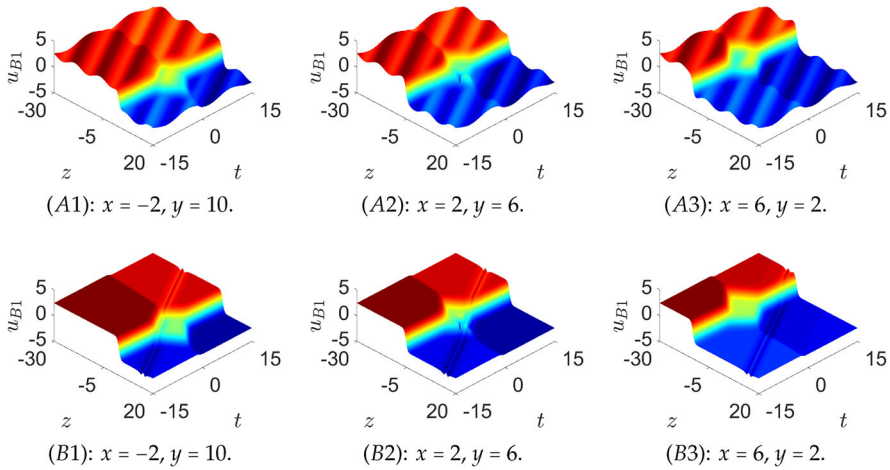 5
0
-5
u_{B1}
-30
-5
20
z
-15
0
15
t
5
0
-5
u_{B1}
-30
-5
20
z
-15
0
15
t
5
0
-5
u_{B1}
-30
-5
20
z
-15
0
15
t
(A1): x = −2, y = 10.
(A2): x = 2, y = 6.
(A3): x = 6, y = 2.
5
0
-5
u_{B1}
-30
-5
20
z
-15
0
15
t
5
0
-5
u_{B1}
-30
-5
20
z
-15
0
15
t
5
0
-5
u_{B1}
-30
-5
20
z
-15
0
15
t
(B1): x = −2, y = 10.
(B2): x = 2, y = 6.
(B3): x = 6, y = 2.